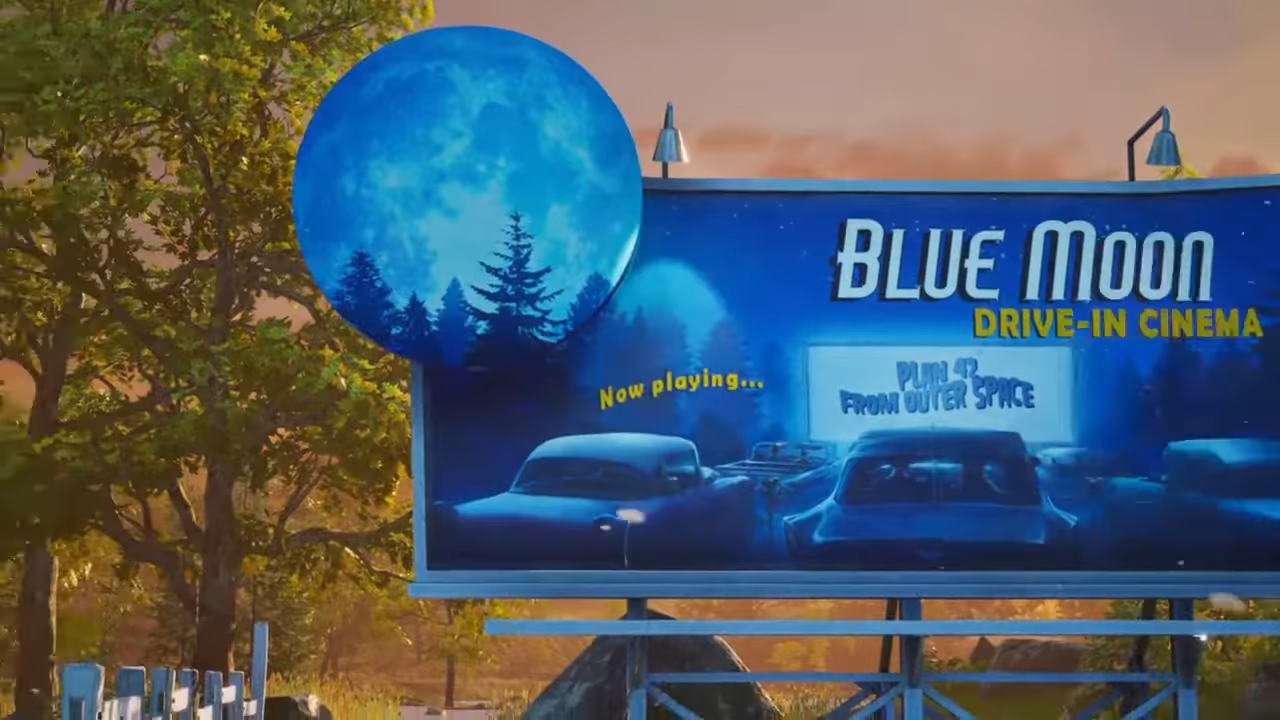 BLUE MOON
DRIVE-IN CINEMA
Now playing...
PLAN 42
FROM OUTER SPACE